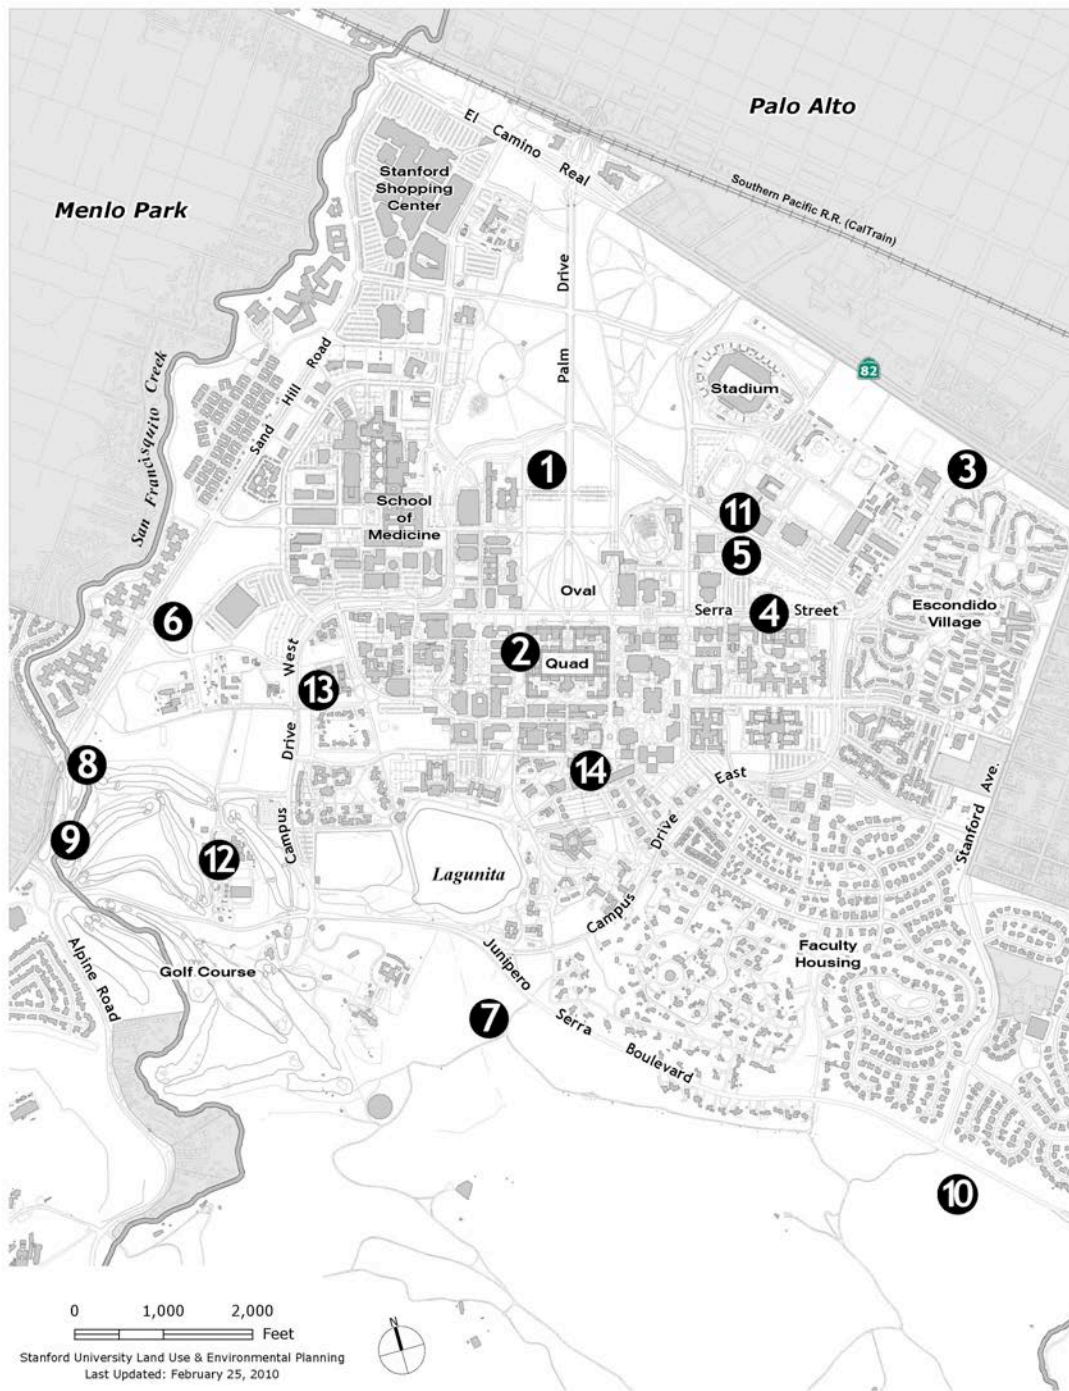 Palo Alto
El Camino Real
Stanford
Shopping
Center
Southern Pacific R.R. (CalTrain)
Menlo Park
Palm Drive
82
Stadium
San Francisquito Creek
Sand Hill Road
1
3
School
of
Medicine
11
5
Oval
Serra Street
4
Escondido
Village
6
2
Quad
13
Campus Drive West
8
14
Campus Drive East
Stanford Ave.
9
12
Lagunita
Faculty
Housing
Alpine Road
Golf Course
Junipero Serra Boulevard
7
10
0 1,000 2,000
Feet
N
Stanford University Land Use & Environmental Planning
Last Updated: February 25, 2010